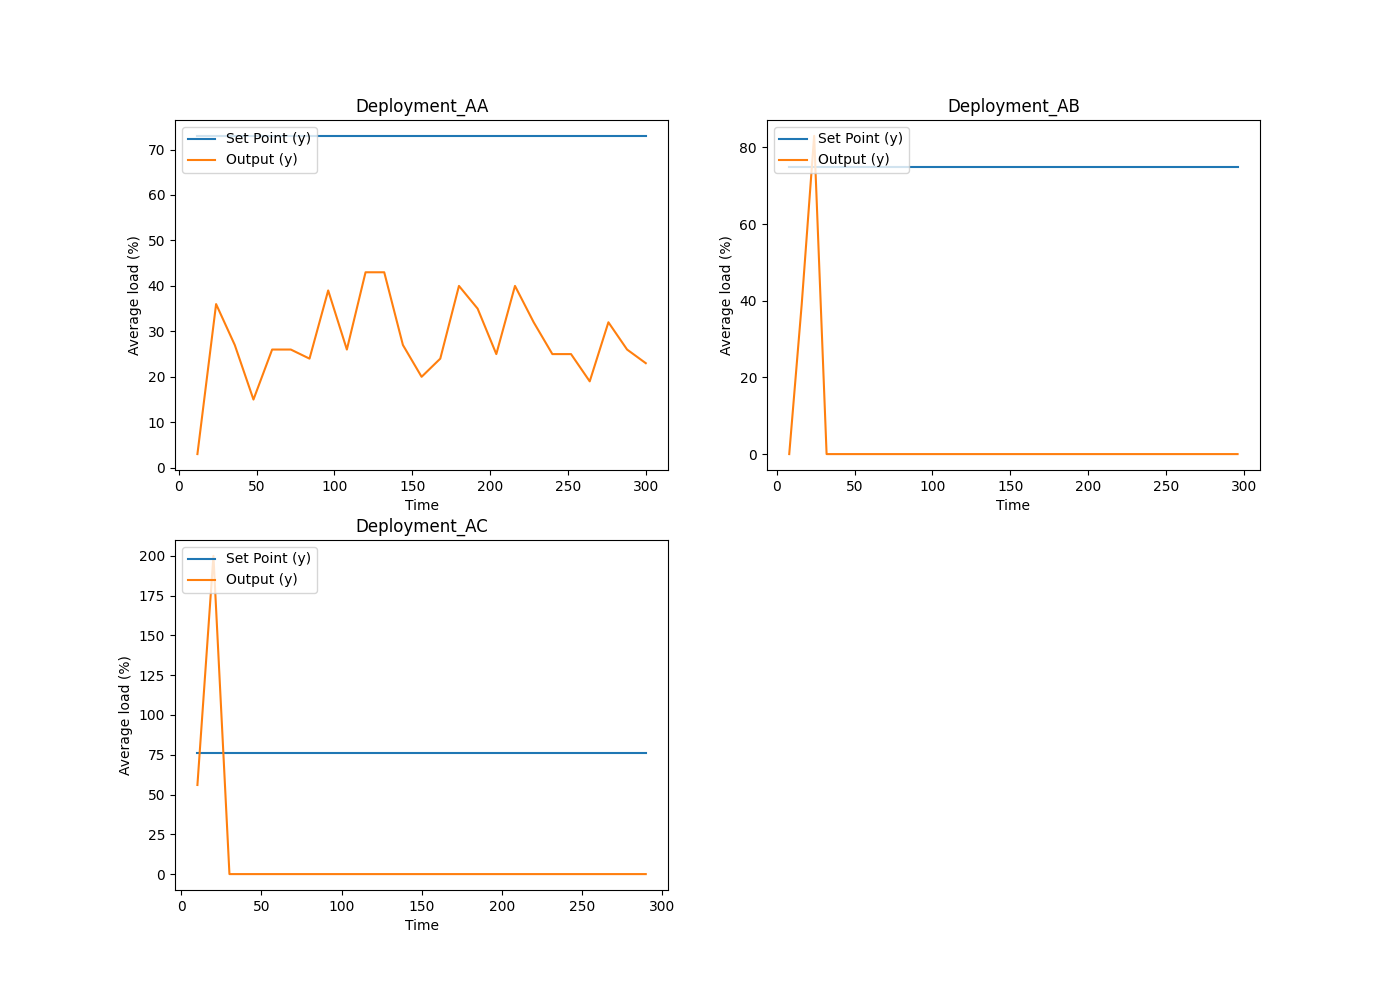 Deployment_AA
Set Point (y)
Output (y)
Average load (%)
70
60
50
40
30
20
10
0
0 50 100 150 200 250 300
Time
Deployment_AB
Set Point (y)
Output (y)
Average load (%)
80
60
40
20
0
0 50 100 150 200 250 300
Time
Deployment_AC
Set Point (y)
Output (y)
Average load (%)
200
175
150
125
100
75
50
25
0
0 50 100 150 200 250 300
Time